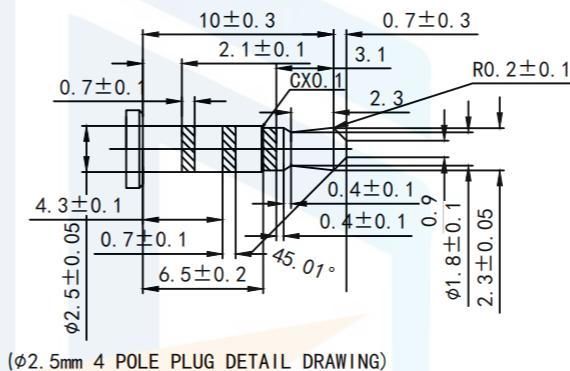 10±0.3
0.7±0.3
2.1±0.1
3.1
0.7±0.1
CX0.1
R0.2±0.1
2.3
4.3±0.1
0.4±0.1
0.7±0.1
0.4±0.1
6.5±0.2
45.01°
φ2.5±0.05
0.9
φ1.8±0.1
2.3±0.05
(φ2.5mm 4 POLE PLUG DETAIL DRAWING)